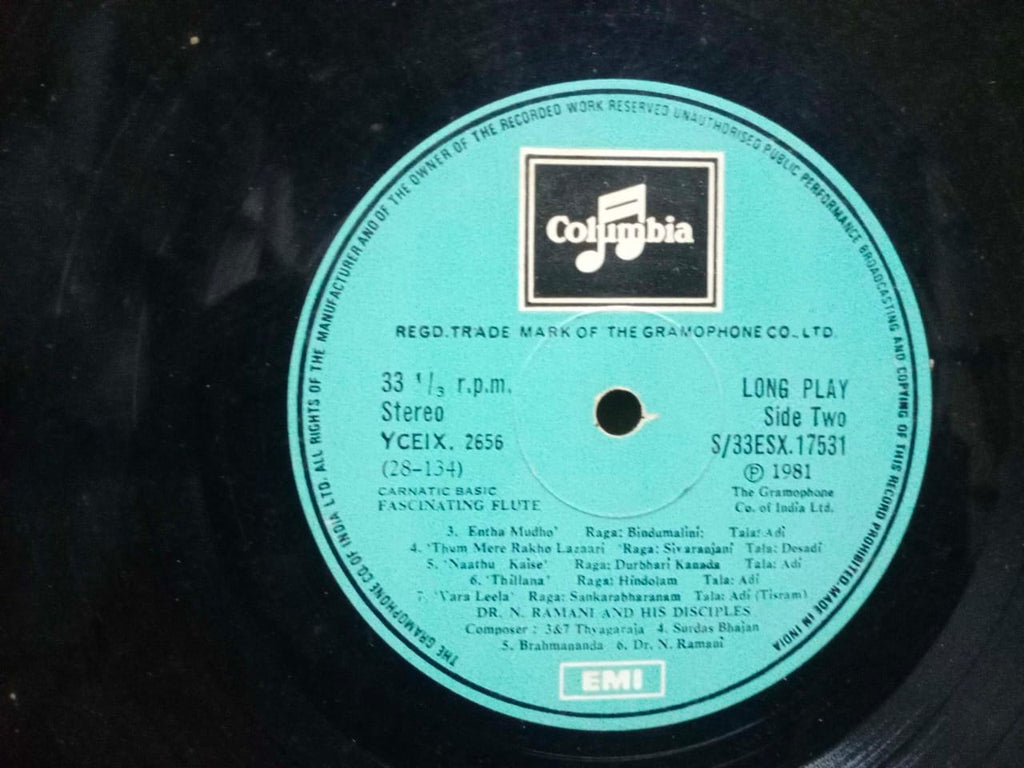 THE GRAMOPHONE CO. OF INDIA LTD. ALL RIGHTS OF THE MANUFACTURER AND OF THE OWNER OF THE RECORDED WORK RESERVED UNAUTHORISED PUBLIC PERFORMANCE BROADCASTING AND COPYING OF THIS RECORD PROHIBITED. MADE IN INDIA
Columbia
REGD. TRADE MARK OF THE GRAMOPHONE CO. LTD.
33 1/3 r.p.m.
Stereo
YCEIX. 2656
(28-134)
CARNATIC BASIC
FASCINATING FLUTE
LONG PLAY
Side Two
S/33ESX.17531
Ⓟ 1981
The Gramophone
Co. of India Ltd.
3. Entha Mudho' Raga: Bindumalini: Tala: Adi
4. 'Thum Mere Rakho Lazaari 'Raga: Sivaranjani Tala: Desadi
5. 'Naathu Kaise' Raga: Durbhari Kanada Tala: Adi
6. 'Thillana' Raga: Hindolam Tala: Adi
7. 'Vara Leela' Raga: Sankarabharanam Tala: Adi (Tisram)
DR. N. RAMANI AND HIS DISCIPLES
Composer : 3&7 Thyagaraja 4. Surdas Bhajan
5. Brahmananda 6. Dr. N. Ramani
EMI